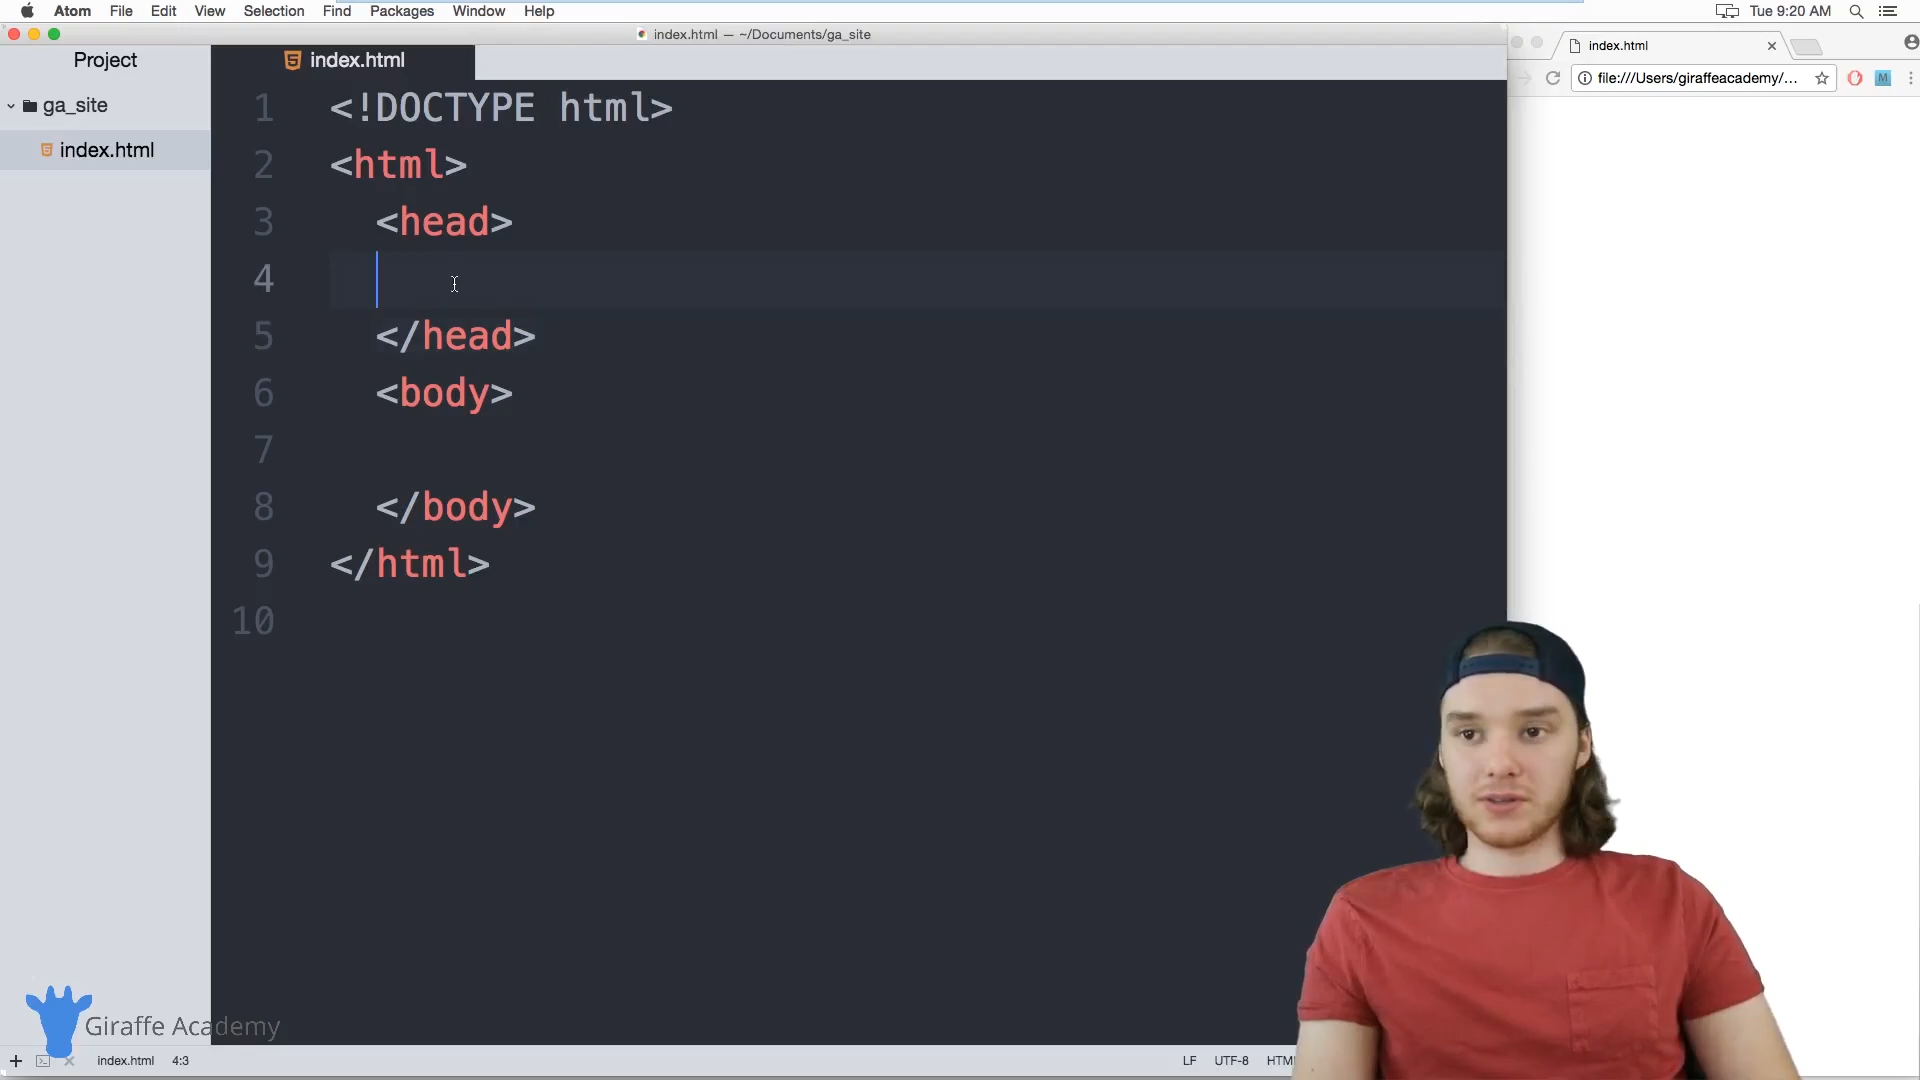 Atom File Edit View Selection Find Packages Window Help Tue 9:20 AM
index.html — ~/Documents/ga_site
Project
ga_site
index.html
index.html
1 <!DOCTYPE html>
2 <html>
3 <head>
4
5 </head>
6 <body>
7
8 </body>
9 </html>
10
index.html
file:///Users/giraffeacademy/...
M
Giraffe Academy
index.html 4:3 LF UTF-8 HTM